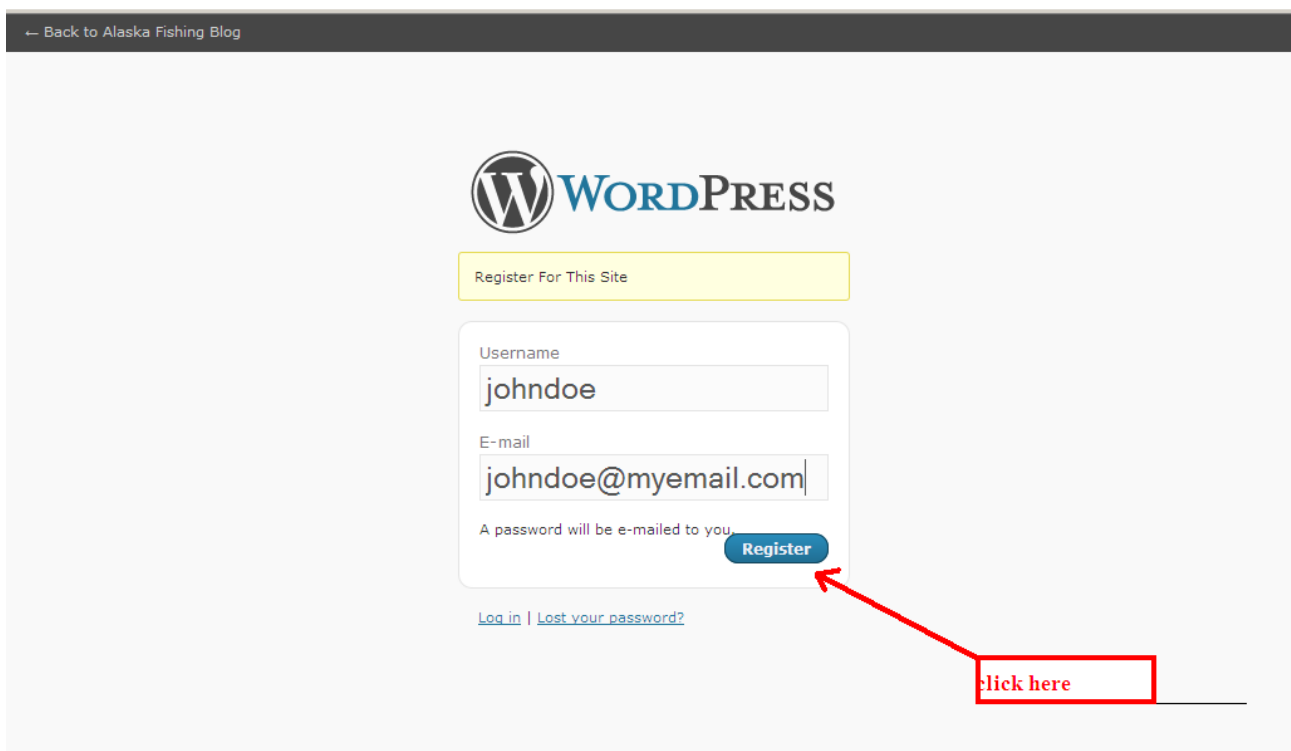 ← Back to Alaska Fishing Blog
WORDPRESS
Register For This Site
Username
johndoe
E-mail
johndoe@myemail.com
A password will be e-mailed to you.
Register
Log in | Lost your password?
click here